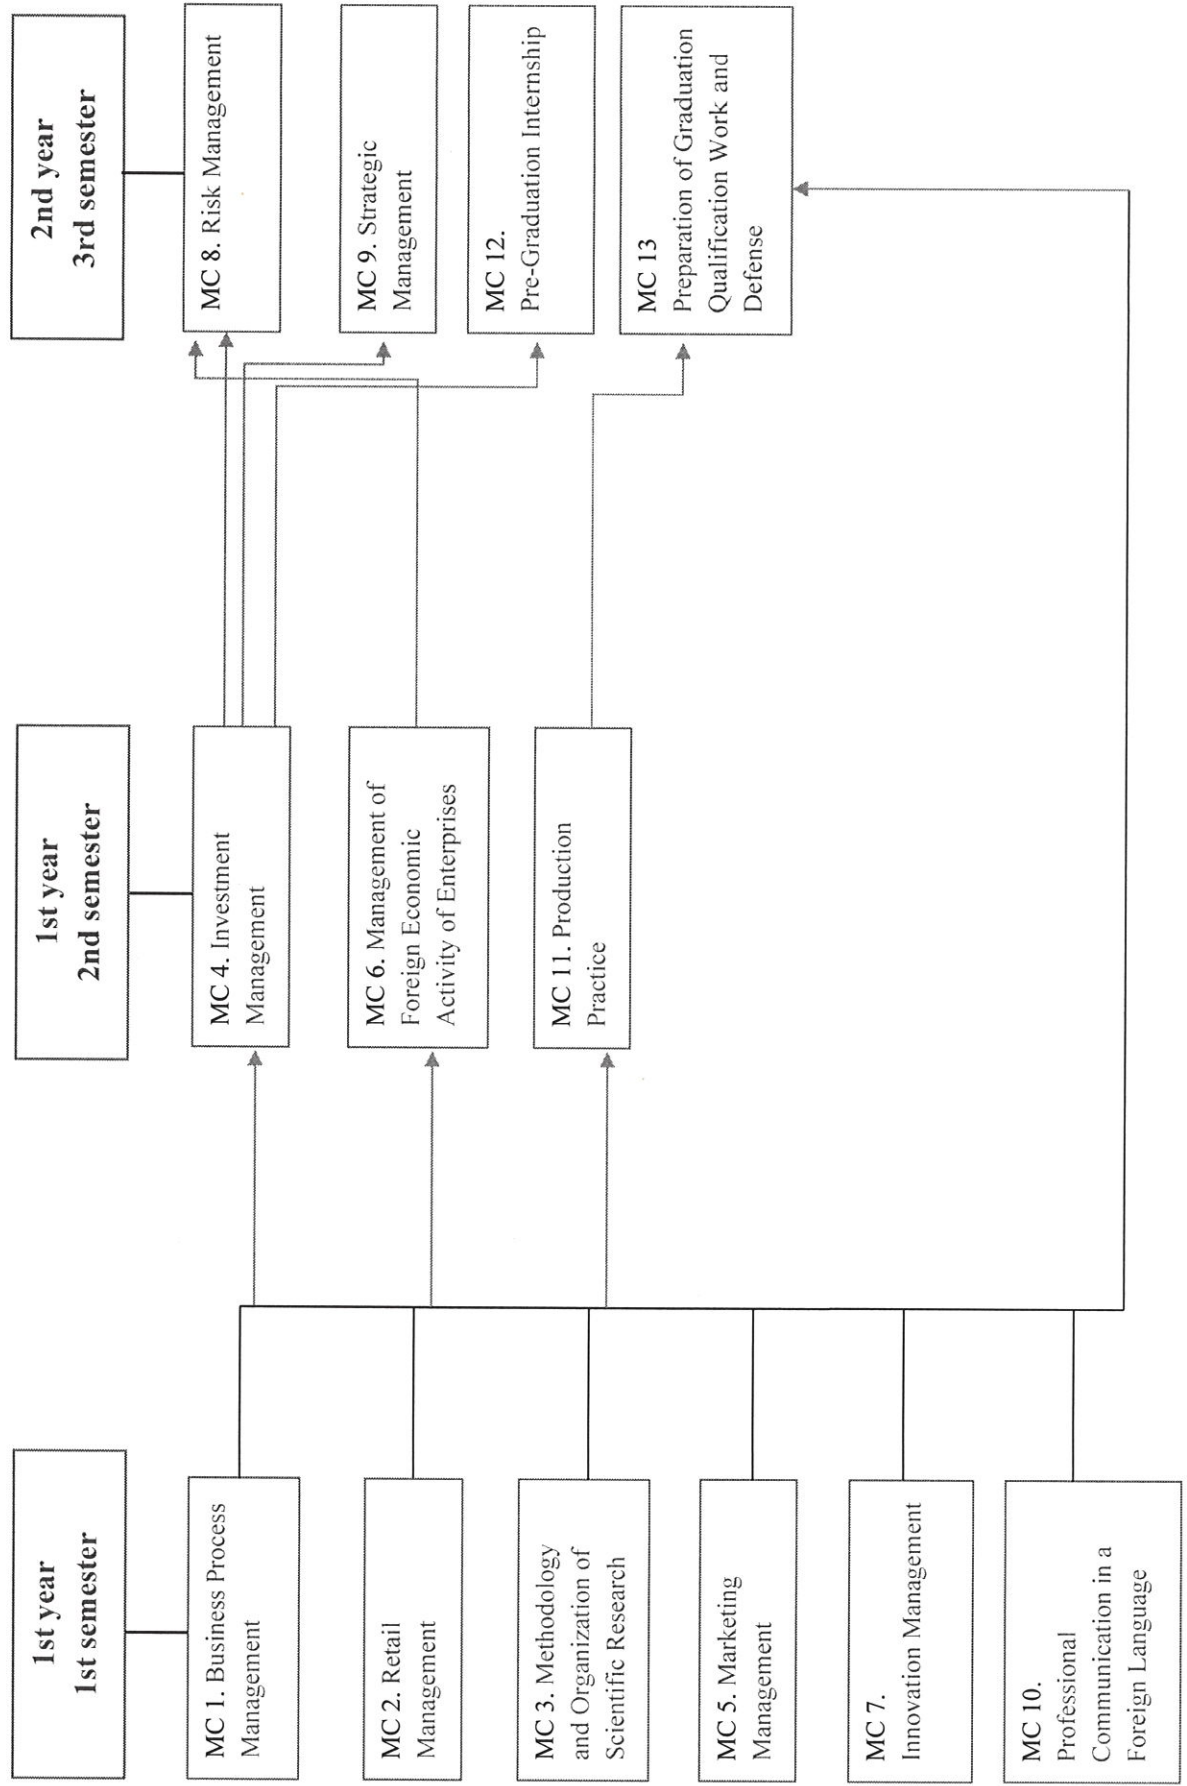 1st year
1st semester
MC 1. Business Process
Management
MC 2. Retail
Management
MC 3. Methodology
and Organization of
Scientific Research
MC 5. Marketing
Management
MC 7.
Innovation Management
MC 10.
Professional
Communication in a
Foreign Language
1st year
2nd semester
MC 4. Investment
Management
MC 6. Management of
Foreign Economic
Activity of Enterprises
MC 11. Production
Practice
2nd year
3rd semester
MC 8. Risk Management
MC 9. Strategic
Management
MC 12.
Pre-Graduation Internship
MC 13
Preparation of Graduation
Qualification Work and
Defense